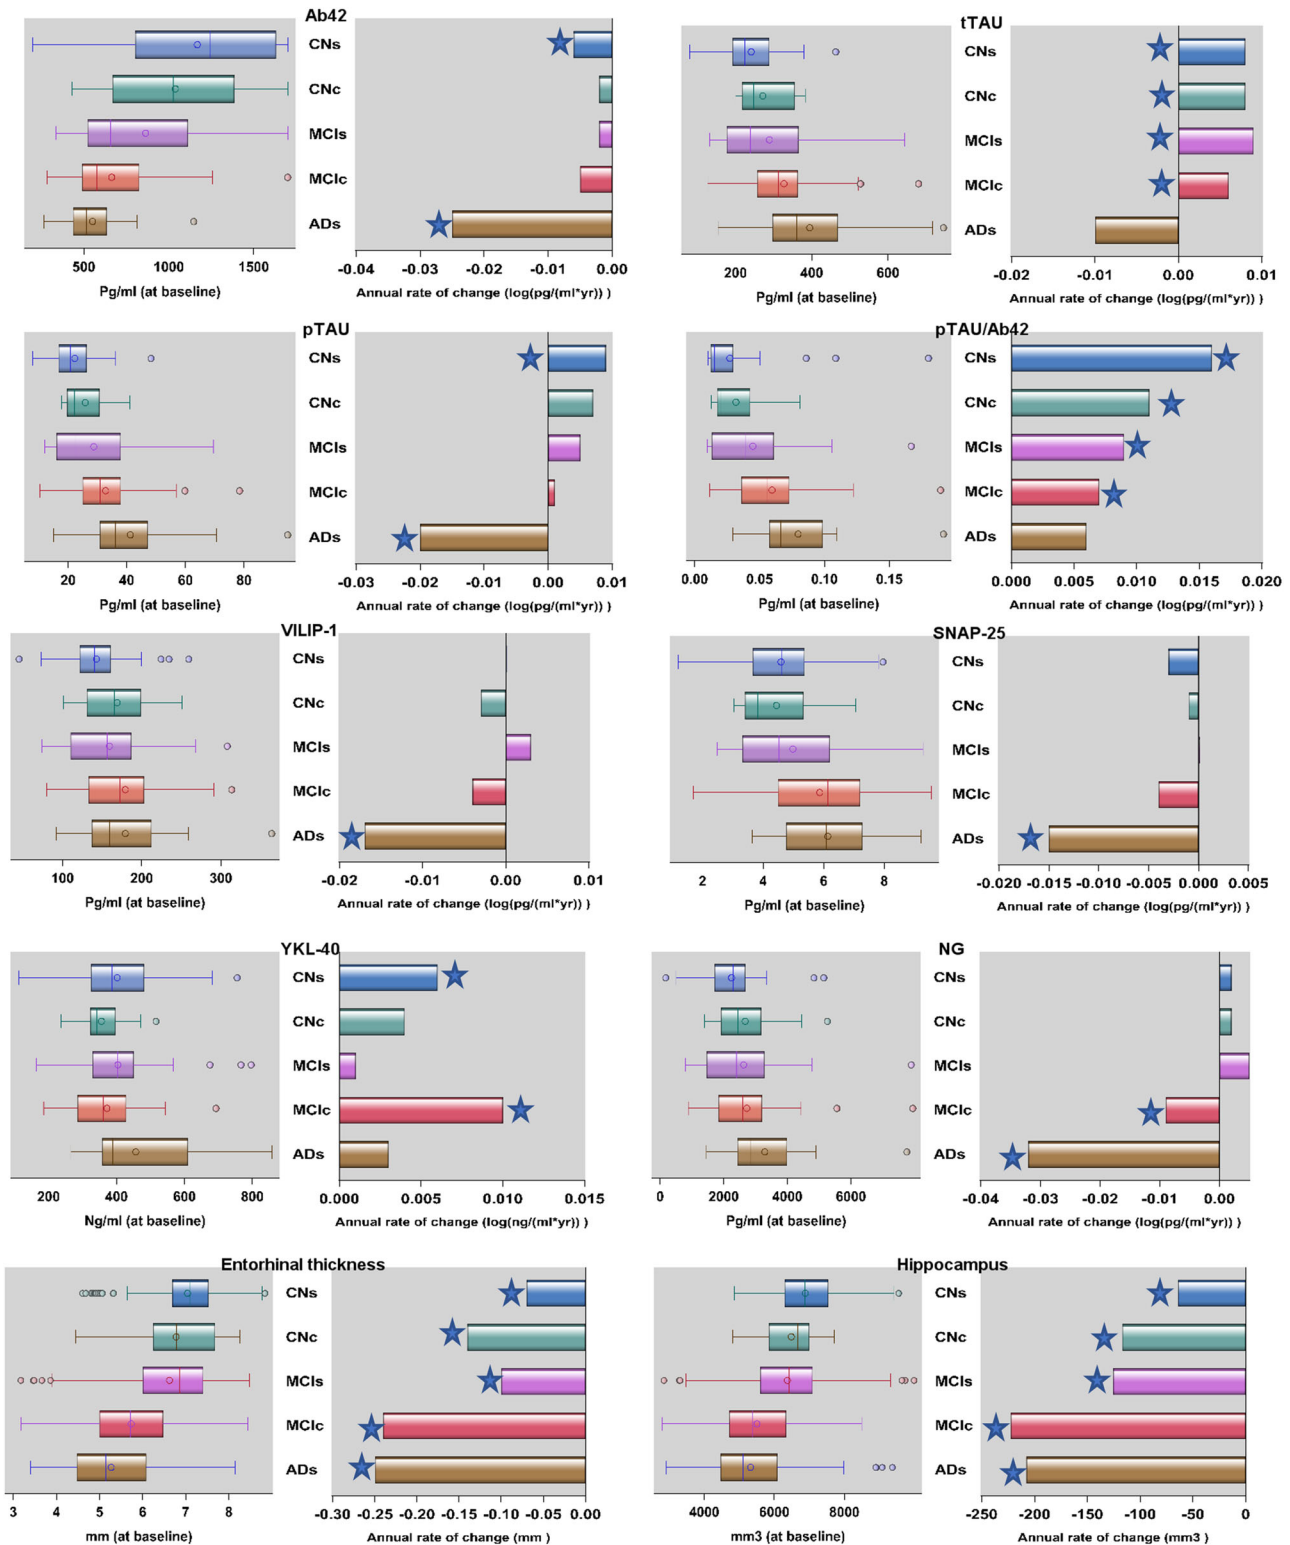 Ab42
CNs
CNc
MCIs
MCIc
ADs
500 1000 1500
Pg/ml (at baseline)
-0.04 -0.03 -0.02 -0.01 0.00
Annual rate of change (log(pg/(ml*yr)) )
tTAU
CNs
CNc
MCIs
MCIc
ADs
200 400 600
Pg/ml (at baseline)
-0.02 -0.01 0.00 0.01
Annual rate of change (log(pg/(ml*yr)) )
pTAU
CNs
CNc
MCIs
MCIc
ADs
20 40 60 80
Pg/ml (at baseline)
-0.03 -0.02 -0.01 0.00 0.01
Annual rate of change (log(pg/(ml*yr)) )
pTAU/Ab42
CNs
CNc
MCIs
MCIc
ADs
0.00 0.05 0.10 0.15
Pg/ml (at baseline)
0.000 0.005 0.010 0.015 0.020
Annual rate of change (log(pg/(ml*yr)) )
VILIP-1
CNs
CNc
MCIs
MCIc
ADs
100 200 300
Pg/ml (at baseline)
-0.02 -0.01 0.00 0.01
Annual rate of change (log(pg/(ml*yr)) )
SNAP-25
CNs
CNc
MCIs
MCIc
ADs
2 4 6 8
Pg/ml (at baseline)
-0.020 -0.015 -0.010 -0.005 0.000 0.005
Annual rate of change (log(pg/(ml*yr)) )
YKL-40
CNs
CNc
MCIs
MCIc
ADs
200 400 600 800
Ng/ml (at baseline)
0.000 0.005 0.010 0.015
Annual rate of change (log(ng/(ml*yr)) )
NG
CNs
CNc
MCIs
MCIc
ADs
0 2000 4000 6000
Pg/ml (at baseline)
-0.04 -0.03 -0.02 -0.01 0.00
Annual rate of change (log(pg/(ml*yr)) )
Entorhinal thickness
CNs
CNc
MCIs
MCIc
ADs
3 4 5 6 7 8
mm (at baseline)
-0.30 -0.25 -0.20 -0.15 -0.10 -0.05 0.00
Annual rate of change (mm )
Hippocampus
CNs
CNc
MCIs
MCIc
ADs
4000 6000 8000
mm3 (at baseline)
-250 -200 -150 -100 -50 0
Annual rate of change (mm3 )